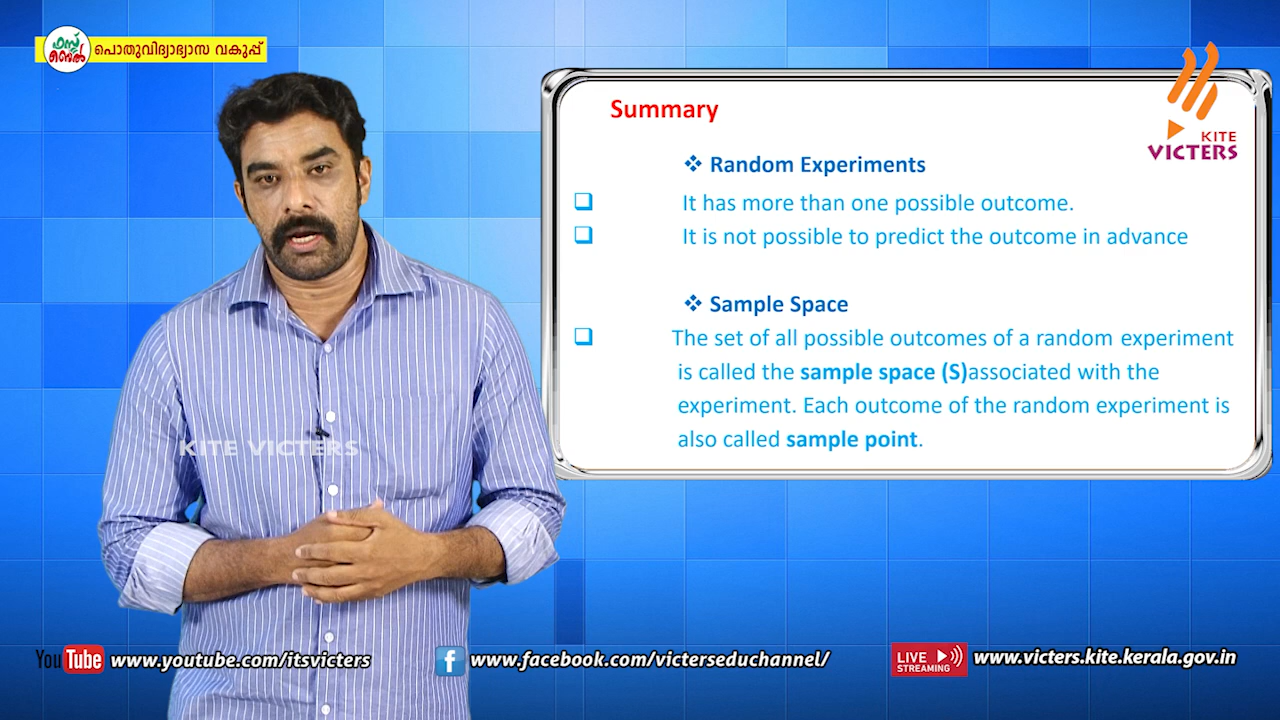 ഫസ്റ്റ് ബെൽ
പൊതുവിദ്യാഭ്യാസ വകുപ്പ്
KITE
VICTERS
Summary
❖ Random Experiments
❑ It has more than one possible outcome.
❑ It is not possible to predict the outcome in advance
❖ Sample Space
❑ The set of all possible outcomes of a random experiment
is called the sample space (S)associated with the
experiment. Each outcome of the random experiment is
also called sample point.
KITE VICTERS
YouTube www.youtube.com/itsvicters
f www.facebook.com/victerseduchannel/
LIVE STREAMING www.victers.kite.kerala.gov.in